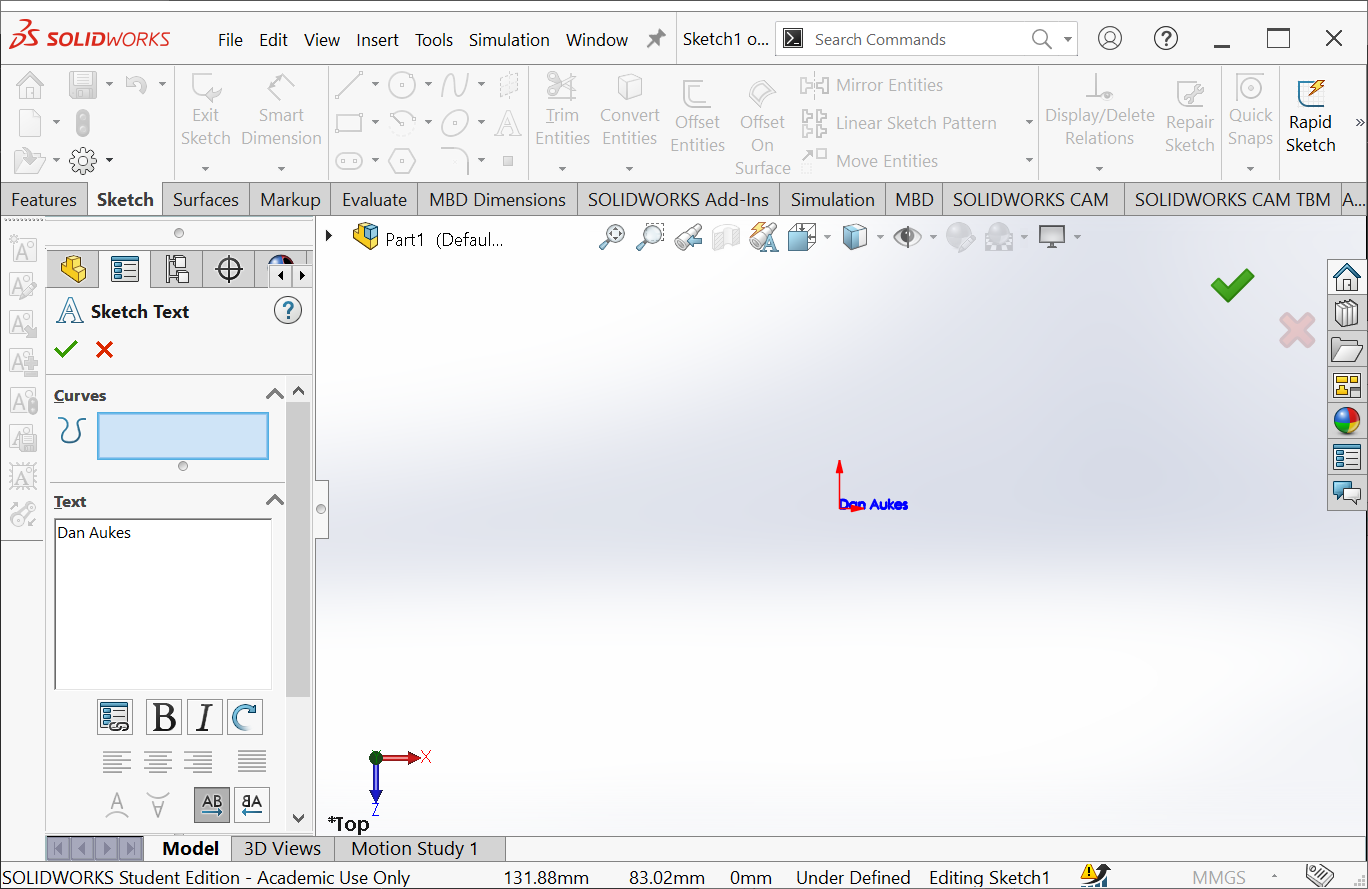 SOLIDWORKS File Edit View Insert Tools Simulation Window Sketch1 o... Search Commands
Exit Sketch
Smart Dimension
Trim Entities
Convert Entities
Offset Entities
Offset On Surface
Mirror Entities
Linear Sketch Pattern
Move Entities
Display/Delete Relations
Repair Sketch
Quick Snaps
Rapid Sketch
Features Sketch Surfaces Markup Evaluate MBD Dimensions SOLIDWORKS Add-Ins Simulation MBD SOLIDWORKS CAM SOLIDWORKS CAM TBM A...
Part1 (Defaul...
Sketch Text
Curves
Text
Dan Aukes
B I
AB
Dan Aukes
X
Z
*Top
Model 3D Views Motion Study 1
SOLIDWORKS Student Edition - Academic Use Only 131.88mm 83.02mm 0mm Under Defined Editing Sketch1 MMGS